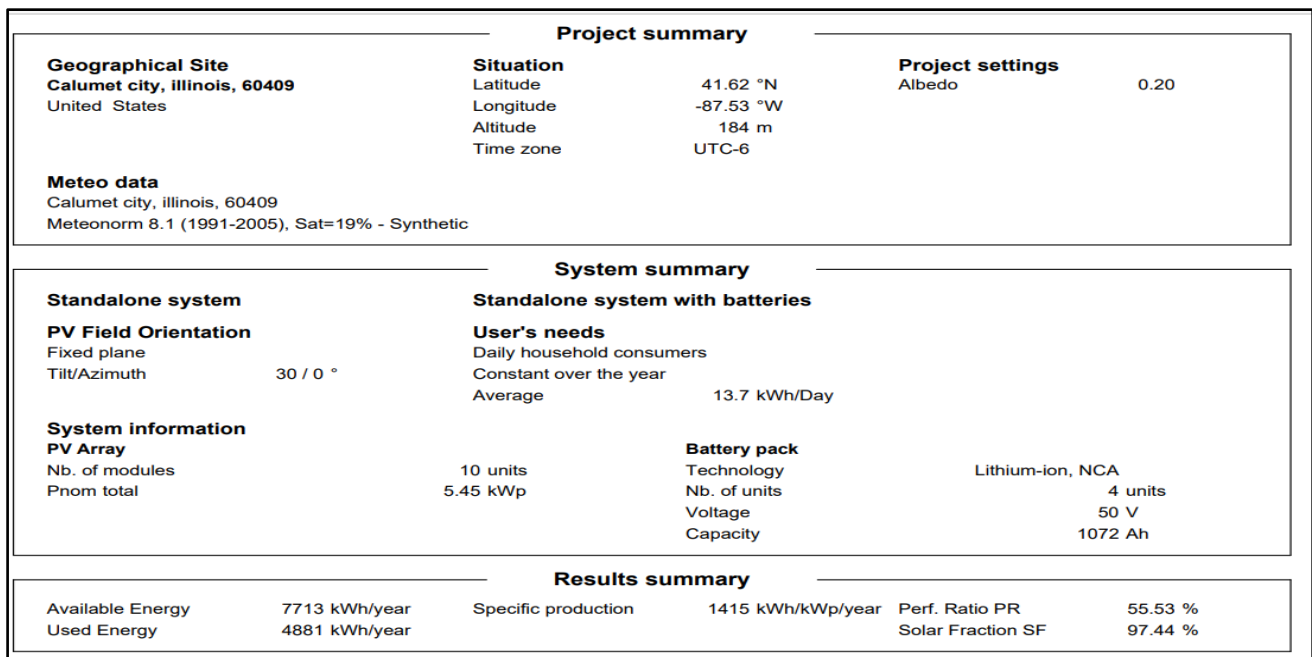 Project summary
Geographical Site
Calumet city, illinois, 60409
United States
Situation
Latitude 41.62 °N
Longitude -87.53 °W
Altitude 184 m
Time zone UTC-6
Project settings
Albedo 0.20
Meteo data
Calumet city, illinois, 60409
Meteonorm 8.1 (1991-2005), Sat=19% - Synthetic
System summary
Standalone system
Standalone system with batteries
PV Field Orientation
Fixed plane
Tilt/Azimuth 30 / 0 °
User's needs
Daily household consumers
Constant over the year
Average 13.7 kWh/Day
System information
PV Array
Nb. of modules 10 units
Pnom total 5.45 kWp
Battery pack
Technology Lithium-ion, NCA
Nb. of units 4 units
Voltage 50 V
Capacity 1072 Ah
Results summary
Available Energy 7713 kWh/year
Used Energy 4881 kWh/year
Specific production 1415 kWh/kWp/year
Perf. Ratio PR 55.53 %
Solar Fraction SF 97.44 %